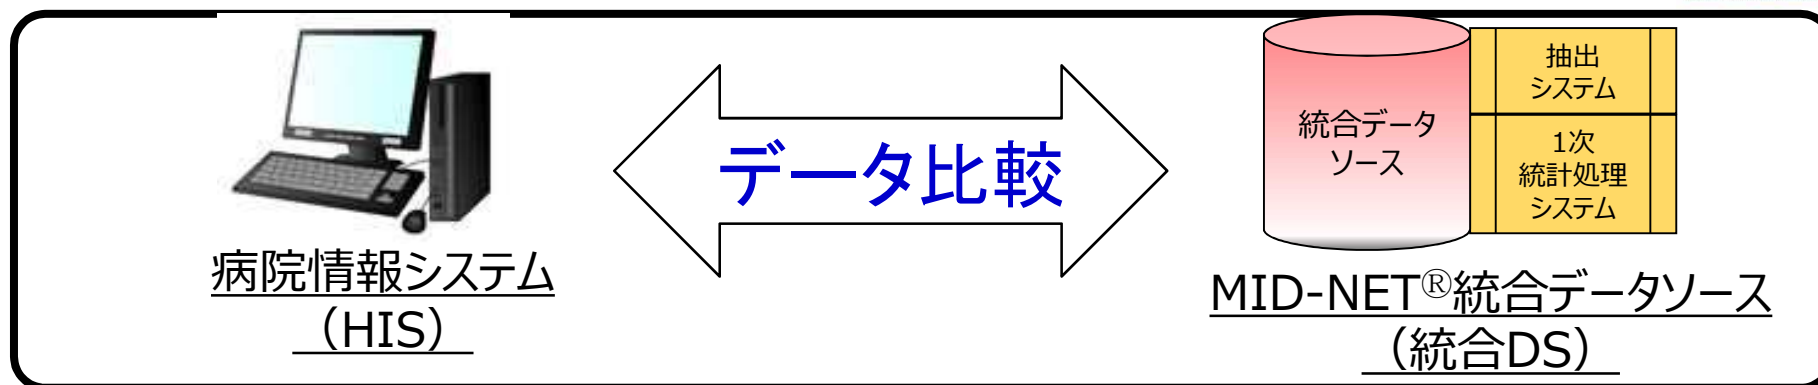 抽出
システム
統合データ
ソース
1次
統計処理
システム
データ比較
病院情報システム
（HIS）
MID-NET®統合データソース
（統合DS）